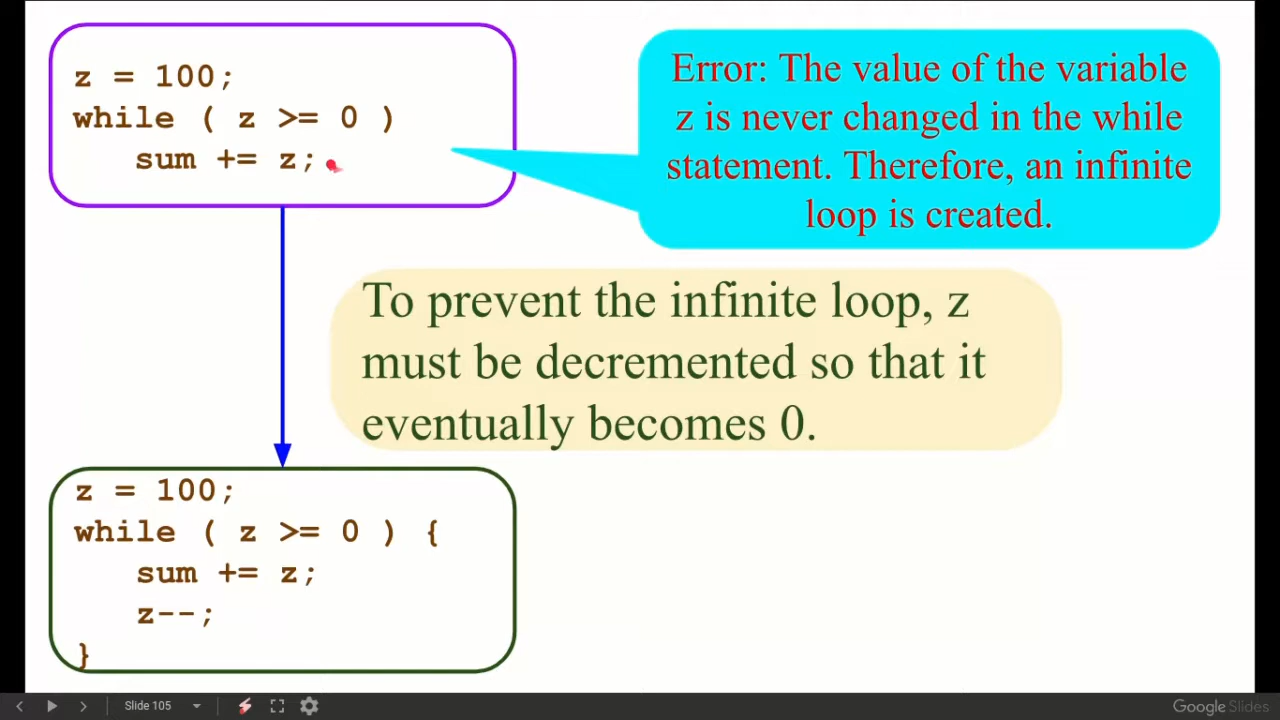 z = 100;
while ( z >= 0 )
sum += z;
Error: The value of the variable
z is never changed in the while
statement. Therefore, an infinite
loop is created.
To prevent the infinite loop, z
must be decremented so that it
eventually becomes 0.
z = 100;
while ( z >= 0 ) {
sum += z;
z--;
}
Slide 105
Google Slides